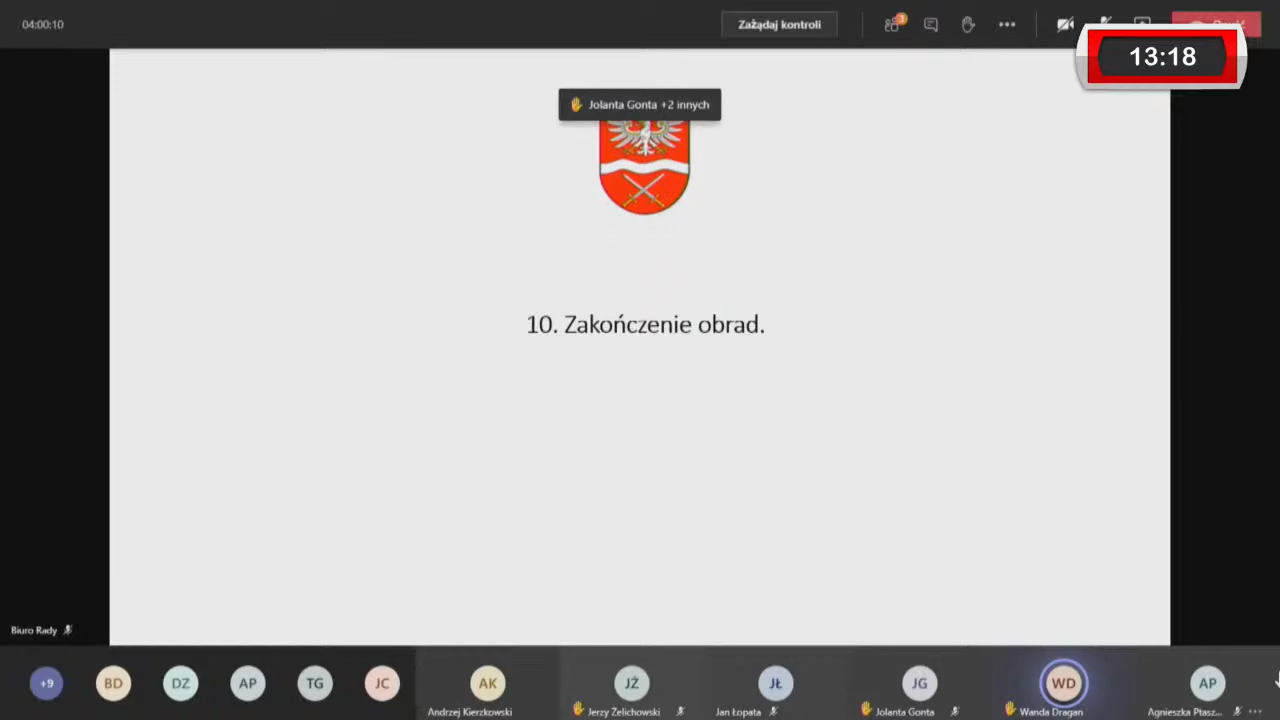 04:00:10
Zażądaj kontroli
3
13:18
Jolanta Gonta +2 innych
10. Zakończenie obrad.
Biuro Rady
+9
BD
DZ
AP
TG
JC
AK
JŻ
JŁ
JG
WD
AP
Andrzej Kierzkowski
Jerzy Żelichowski
Jan Łopata
Jolanta Gonta
Wanda Dragan
Agnieszka Ptasz...